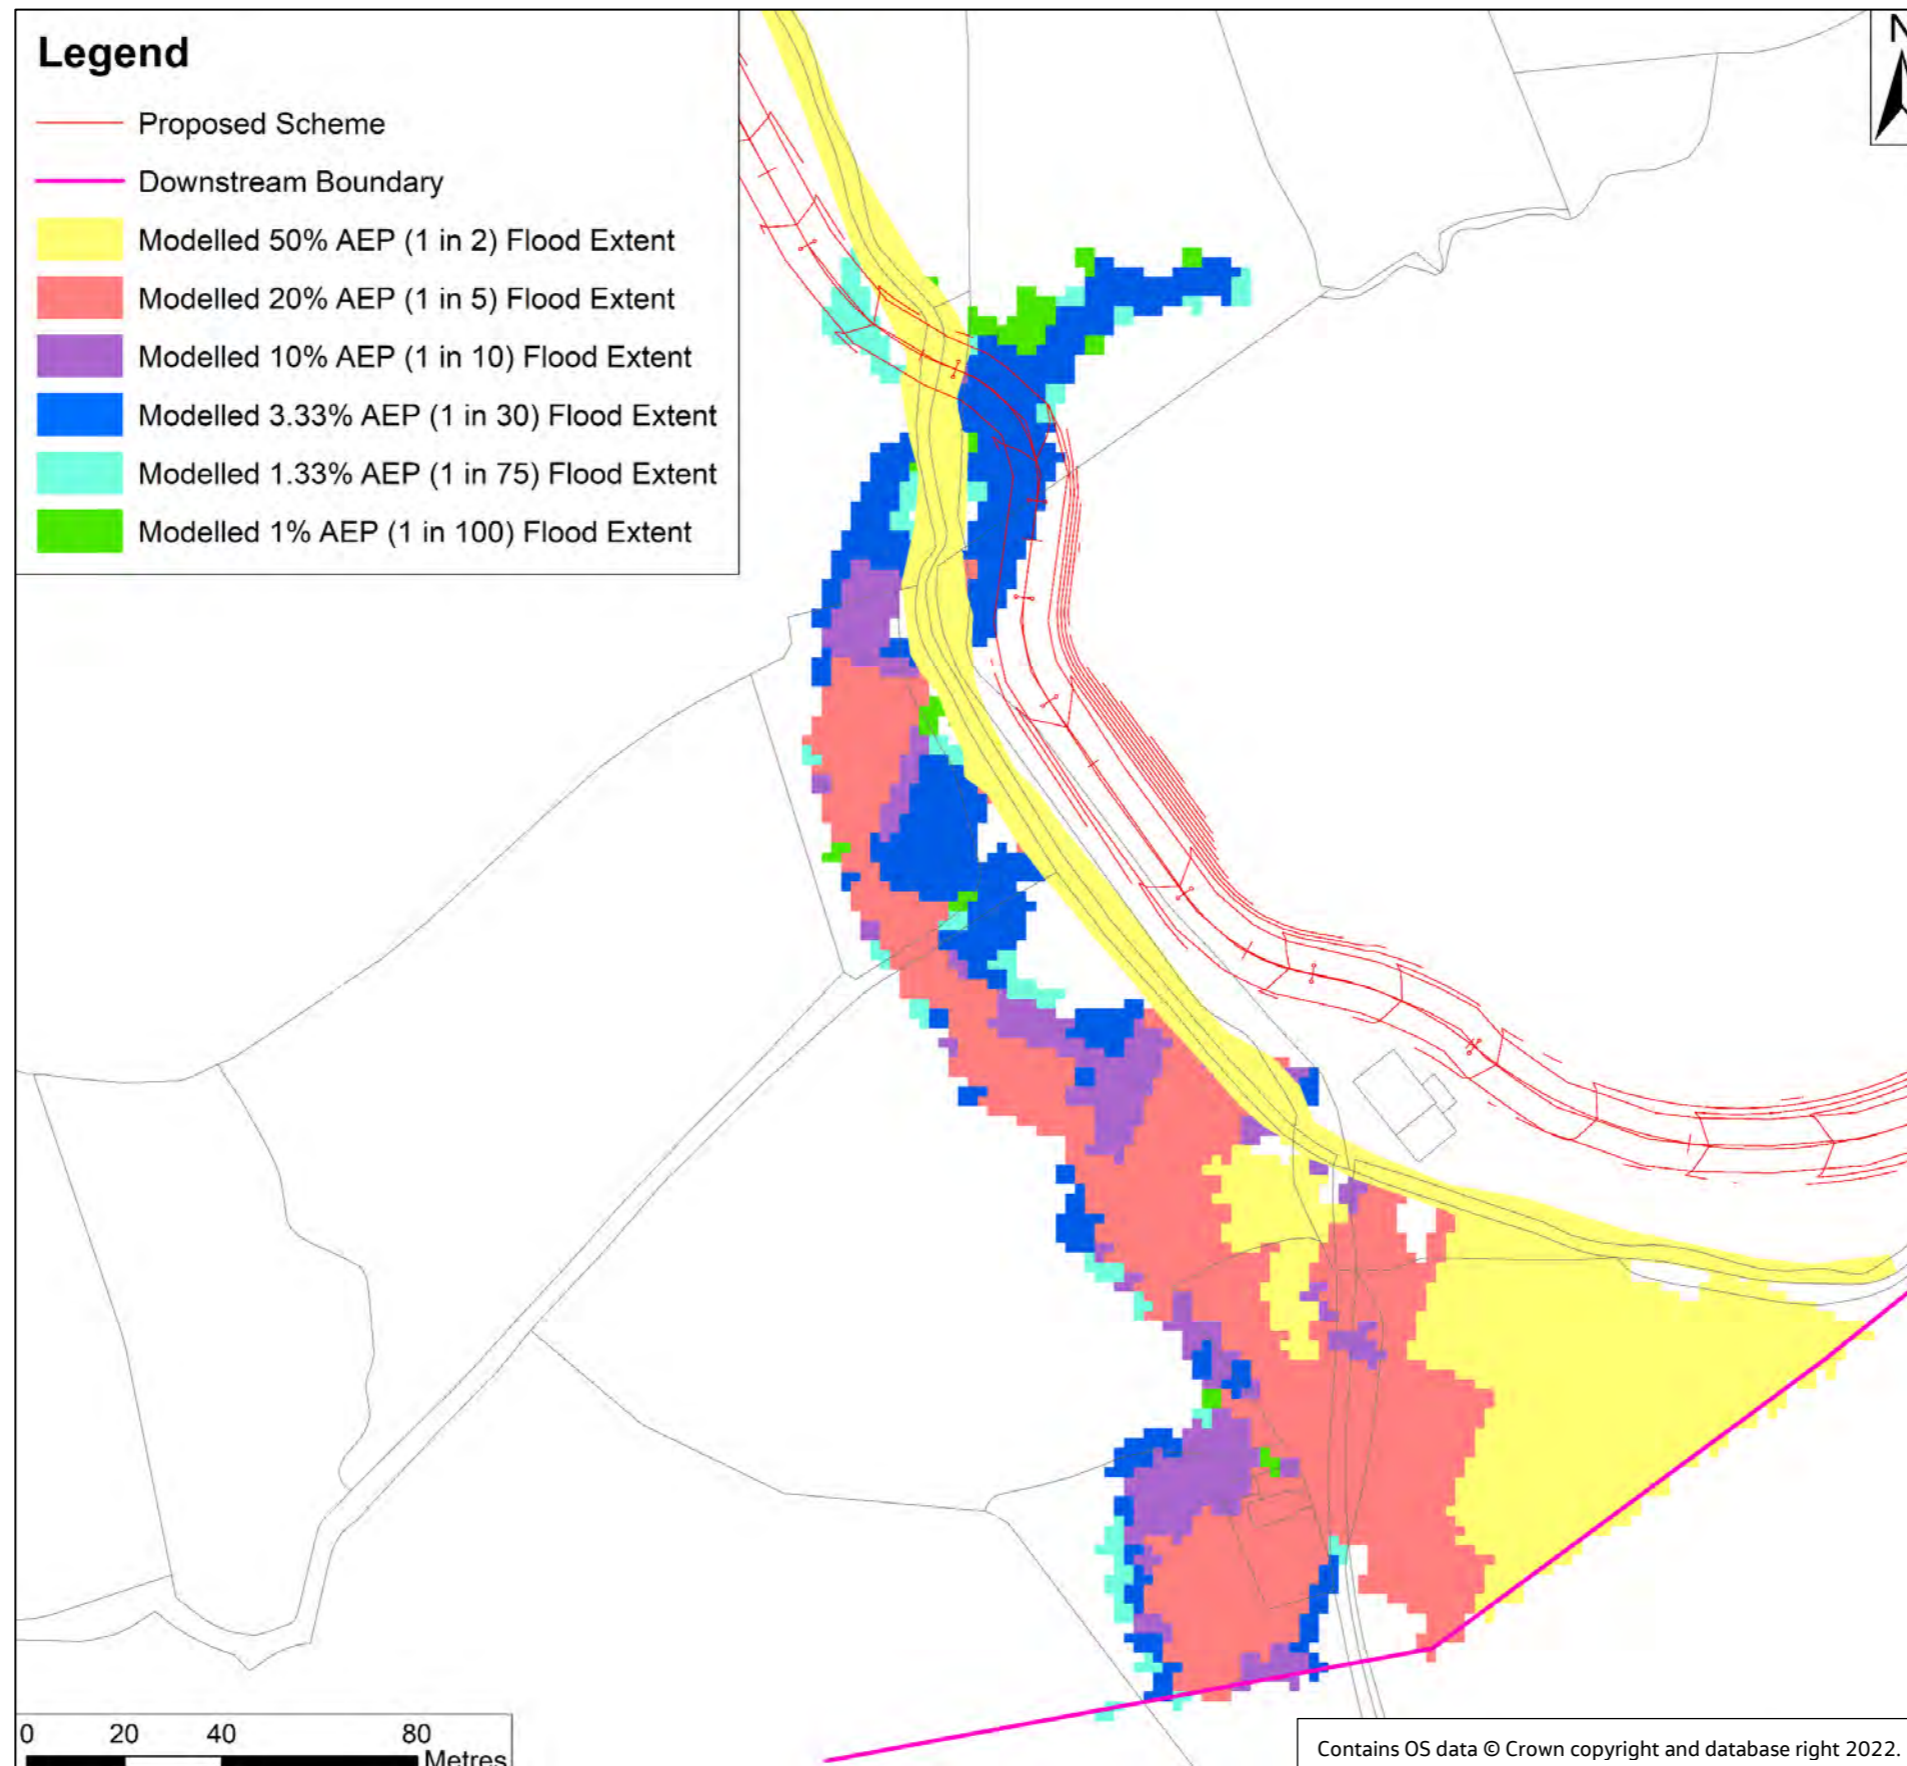 Legend
N
Proposed Scheme
Downstream Boundary
Modelled 50% AEP (1 in 2) Flood Extent
Modelled 20% AEP (1 in 5) Flood Extent
Modelled 10% AEP (1 in 10) Flood Extent
Modelled 3.33% AEP (1 in 30) Flood Extent
Modelled 1.33% AEP (1 in 75) Flood Extent
Modelled 1% AEP (1 in 100) Flood Extent
0 20 40 80
Metres
Contains OS data © Crown copyright and database right 2022.